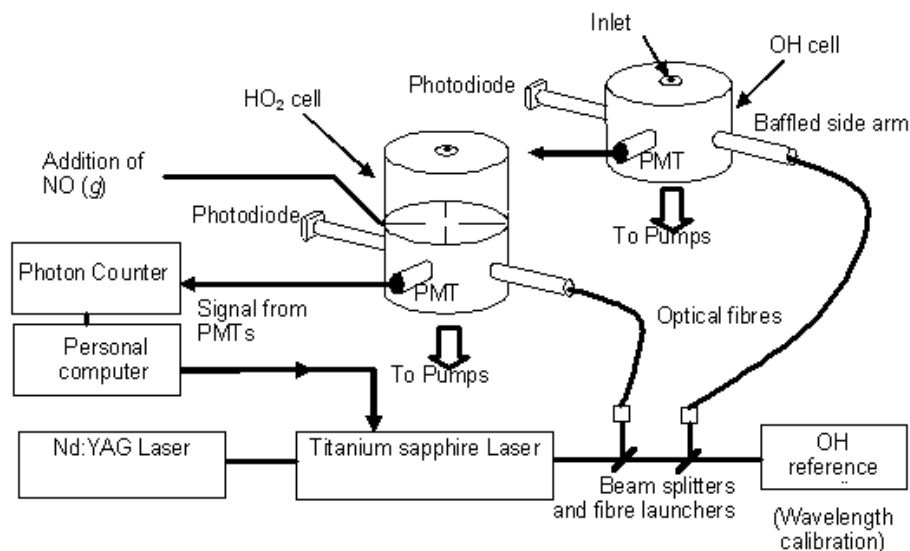 Inlet
OH cell
Photodiode
HO₂ cell
Baffled side arm
Addition of
NO (g)
PMT
Photodiode
To Pumps
Photon Counter
PMT
Signal from
PMTs
Optical fibres
Personal
computer
To Pumps
Nd:YAG Laser
Titanium sapphire Laser
OH
reference
Beam splitters
and fibre launchers
(Wavelength
calibration)